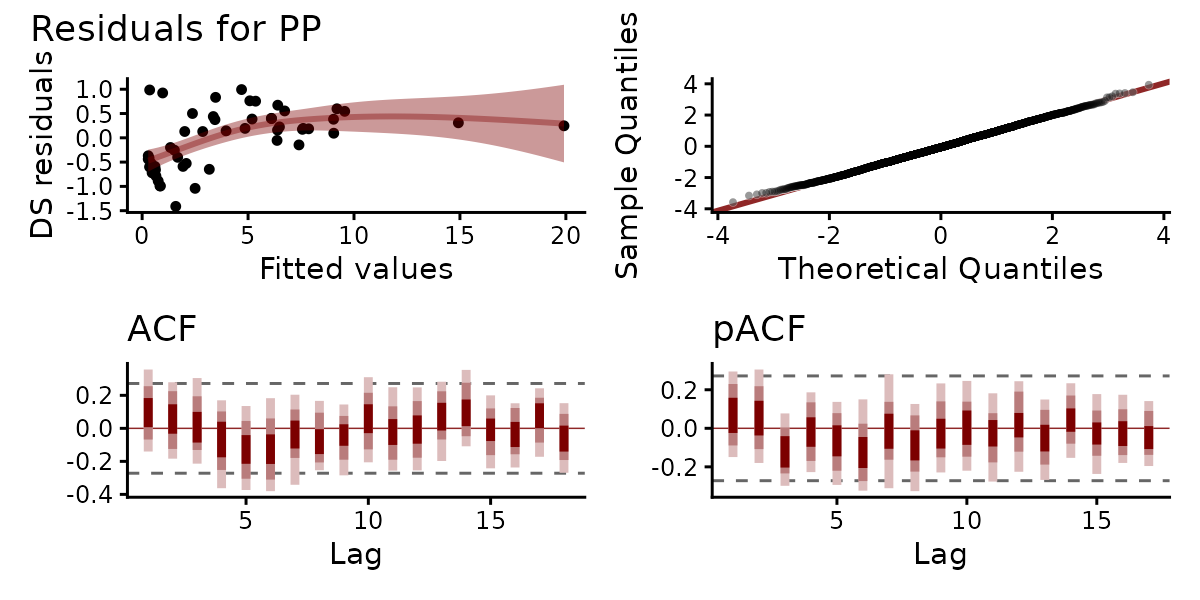 Residuals for PP
DS residuals
1.0
0.5
0.0
-0.5
-1.0
-1.5
0 5 10 15 20
Fitted values
Sample Quantiles
4
2
0
-2
-4
-4 -2 0 2 4
Theoretical Quantiles
ACF
0.2
0.0
-0.2
-0.4
5 10 15
Lag
pACF
0.2
0.0
-0.2
5 10 15
Lag